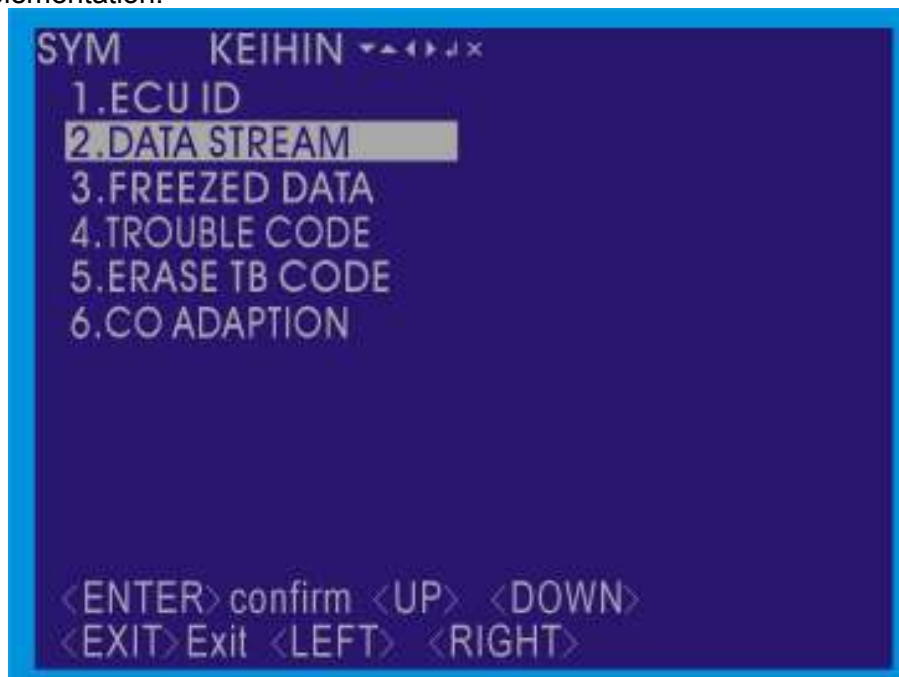 SYM KEIHIN ▼▲◀▶↲×
1.ECU ID
2.DATA STREAM
3.FREEZED DATA
4.TROUBLE CODE
5.ERASE TB CODE
6.CO ADAPTION
<ENTER> confirm <UP> <DOWN>
<EXIT> Exit <LEFT> <RIGHT>